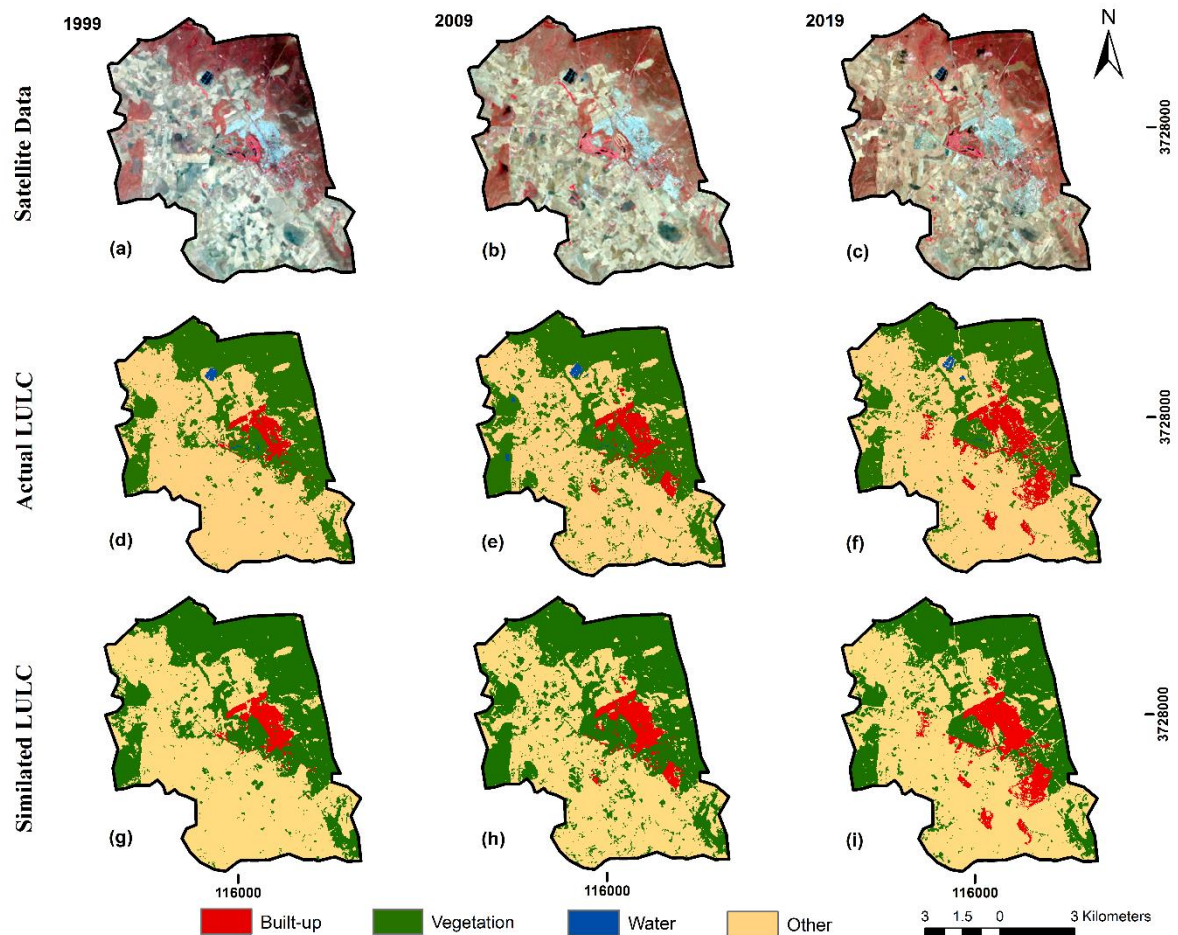 1999
2009
2019
N
Satellite Data
(a)
(b)
(c)
3728000
Actual LULC
(d)
(e)
(f)
3728000
Similated LULC
(g)
(h)
(i)
3728000
116000
116000
116000
Built-up
Vegetation
Water
Other
3 1.5 0 3 Kilometers